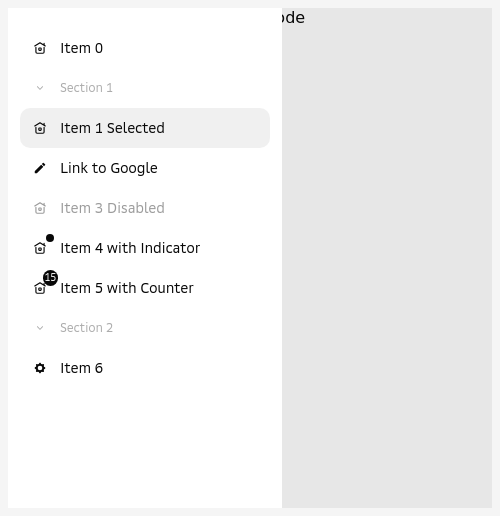 ode
Item 0
Section 1
Item 1 Selected
Link to Google
Item 3 Disabled
Item 4 with Indicator
15
Item 5 with Counter
Section 2
Item 6